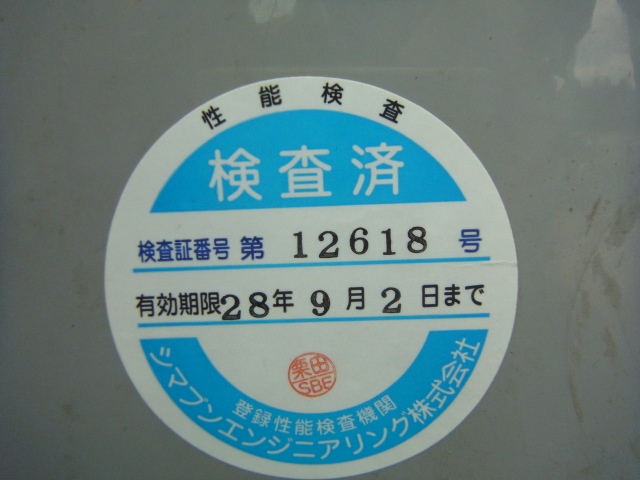 性能検査
検査済
検査証番号 第 12618 号
有効期限28年 9 月 2 日まで
栗田
SBE
登録性能検査機関
シマブンエンジニアリング株式会社